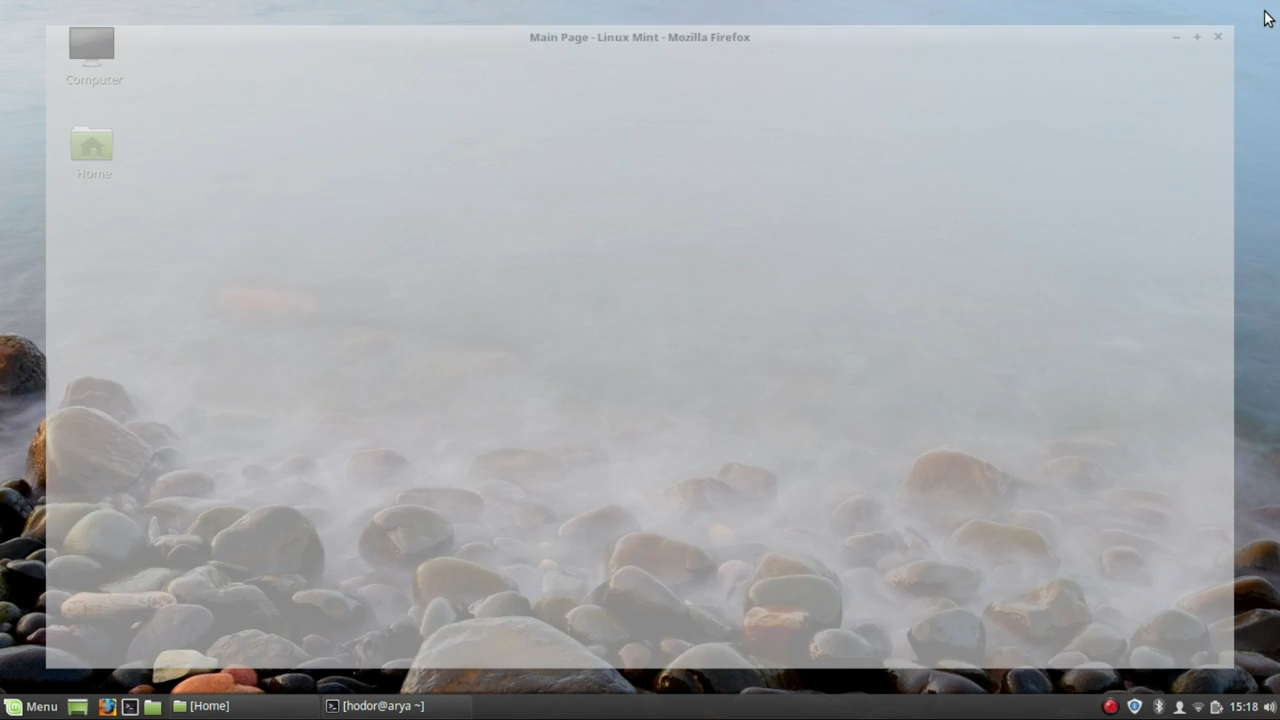 Main Page - Linux Mint - Mozilla Firefox
Computer
Home
Menu
[Home]
[hodor@arya ~]
15:18